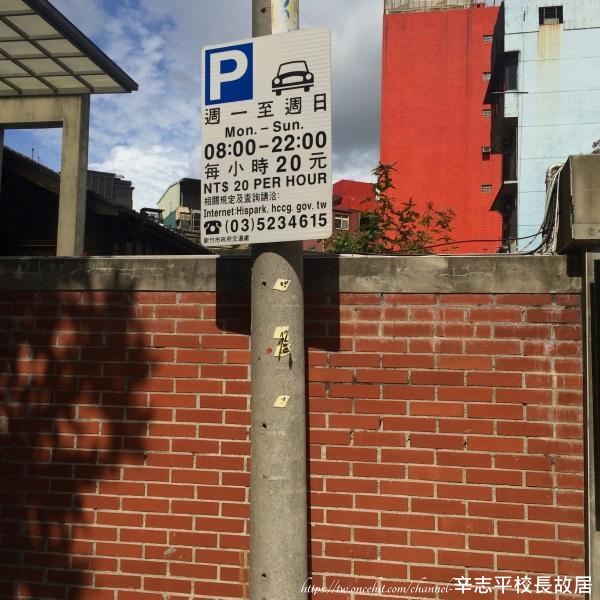 P
週一至週日
Mon. – Sun.
08:00–22:00
每小時20元
NTS 20 PER HOUR
相關規定及查詢請洽:
Internet:Hispark. hccg. gov. tw
☎(03)5234615
新竹市政府交通處
https://tw.oncehit.com/channel-
辛志平校長故居